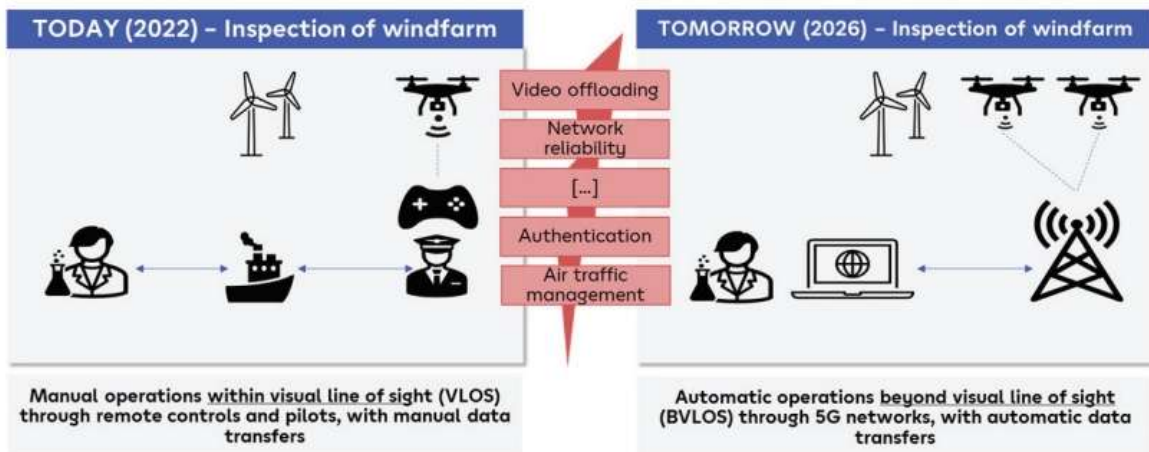 TODAY (2022) – Inspection of windfarm
Video offloading
Network
reliability
[...]
Authentication
Air traffic
management
Manual operations within visual line of sight (VLOS)
through remote controls and pilots, with manual data
transfers
TOMORROW (2026) – Inspection of windfarm
Automatic operations beyond visual line of sight
(BVLOS) through 5G networks, with automatic data
transfers